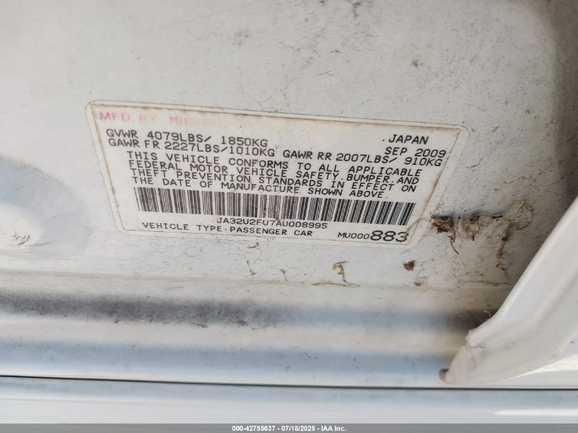 MFD.BY
GVWR 4079LBS/ 1850KG JAPAN
GAWR FR 2227LBS/1010KG GAWR RR 2007LBS/ 910KG SEP 2009
THIS VEHICLE CONFORMS TO ALL APPLICABLE
FEDERAL MOTOR VEHICLE SAFETY BUMPER AND
THEFT PREVENTION STANDARDS IN EFFECT ON
THE DATE OF MANUFACTURE SHOWN ABOVE
JA32U2FU7AU008995
VEHICLE TYPE:PASSENGER CAR MU000883
000-42755637 - 07/18/2025 - IAA Inc.